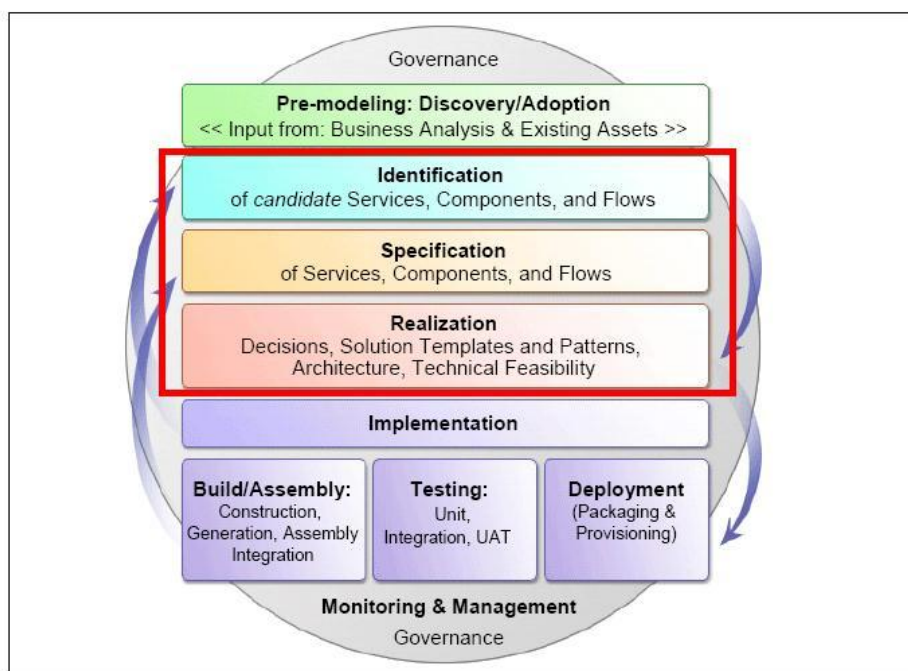 Governance
Pre-modeling: Discovery/Adoption
<< Input from: Business Analysis & Existing Assets >>
Identification
of candidate Services, Components, and Flows
Specification
of Services, Components, and Flows
Realization
Decisions, Solution Templates and Patterns,
Architecture, Technical Feasibility
Implementation
Build/Assembly:
Construction,
Generation, Assembly
Integration
Testing:
Unit,
Integration, UAT
Deployment
(Packaging &
Provisioning)
Monitoring & Management
Governance